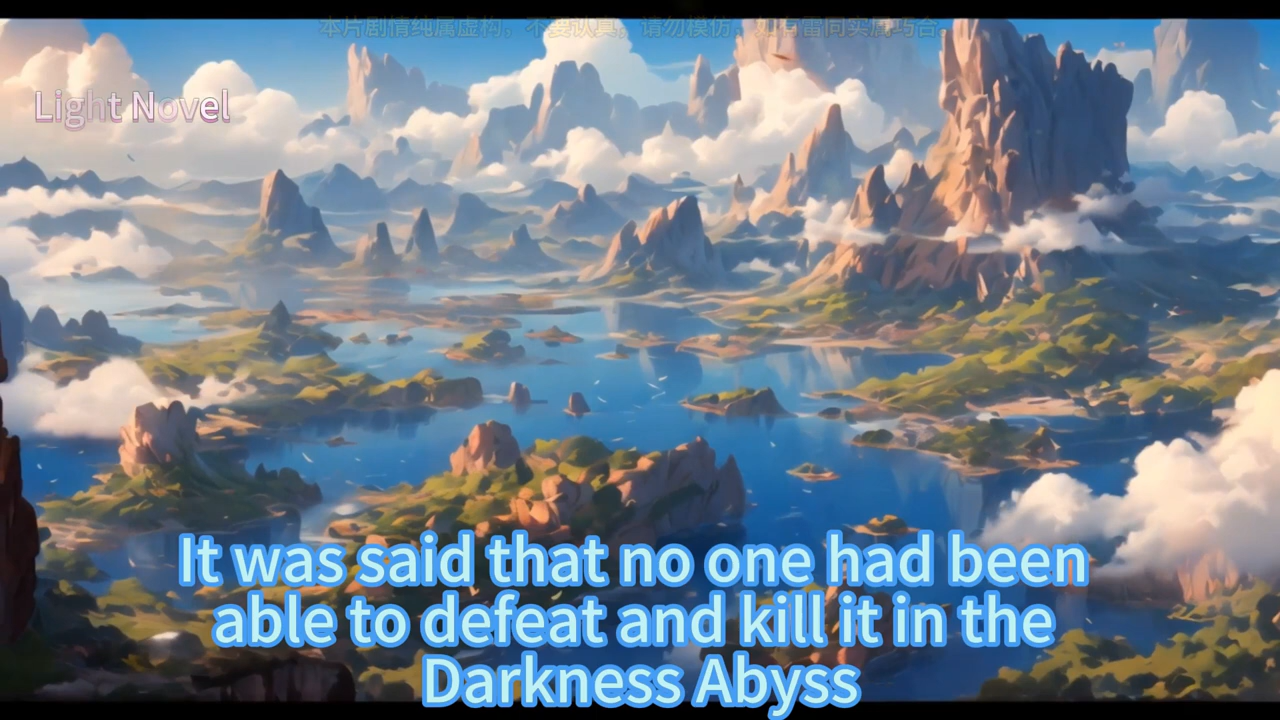 本片剧情纯属虚构，不要认真，请勿模仿，如有雷同实属巧合。
Light Novel
It was said that no one had been
able to defeat and kill it in the
Darkness Abyss